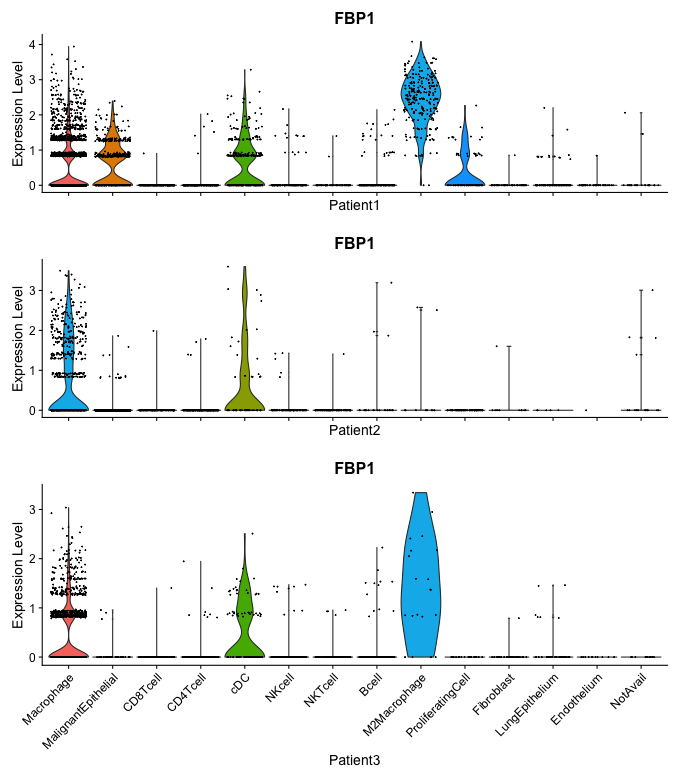 FBP1
Expression Level
4
3
2
1
0
Patient1
FBP1
Expression Level
3
2
1
0
Patient2
FBP1
Expression Level
3
2
1
0
Macrophage
MalignantEpithelial
CD8Tcell
CD4Tcell
cDC
NKcell
NKTcell
Bcell
M2Macrophage
ProliferatingCell
Fibroblast
LungEpithelium
Endothelium
NotAvail
Patient3